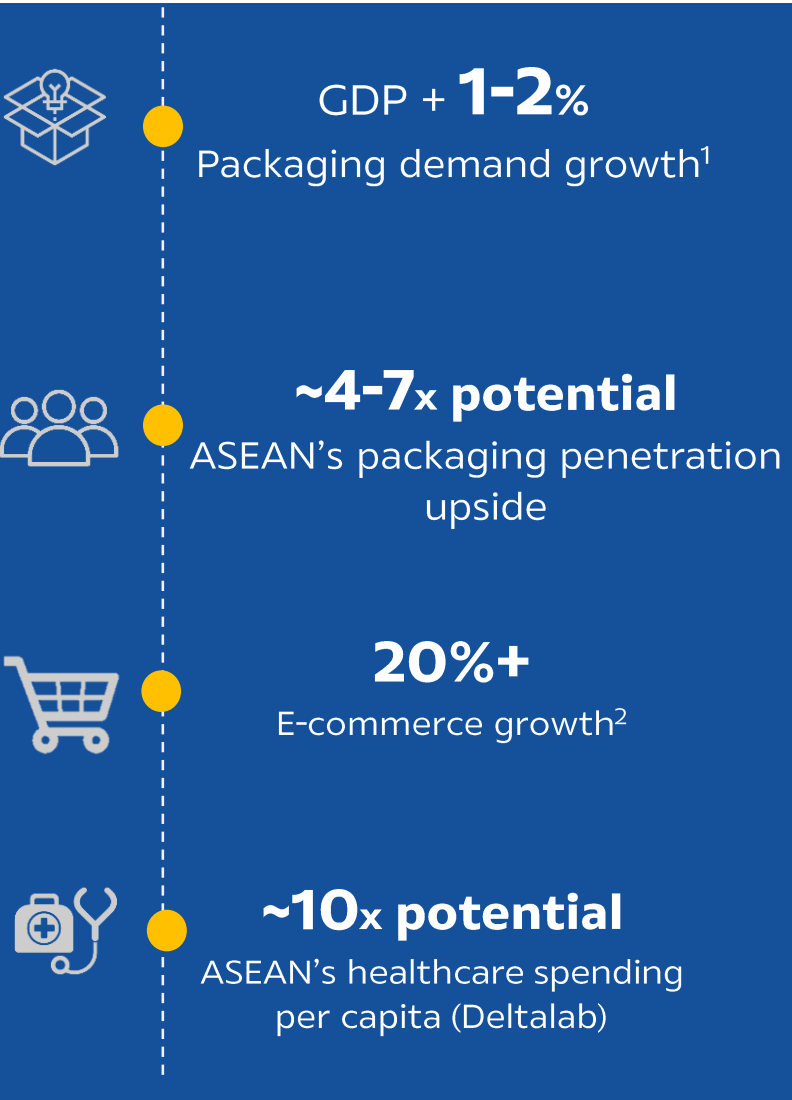 GDP + 1-2%
Packaging demand growth¹
~4-7x potential
ASEAN’s packaging penetration
upside
20%+
E-commerce growth²
~10x potential
ASEAN’s healthcare spending
per capita (Deltalab)